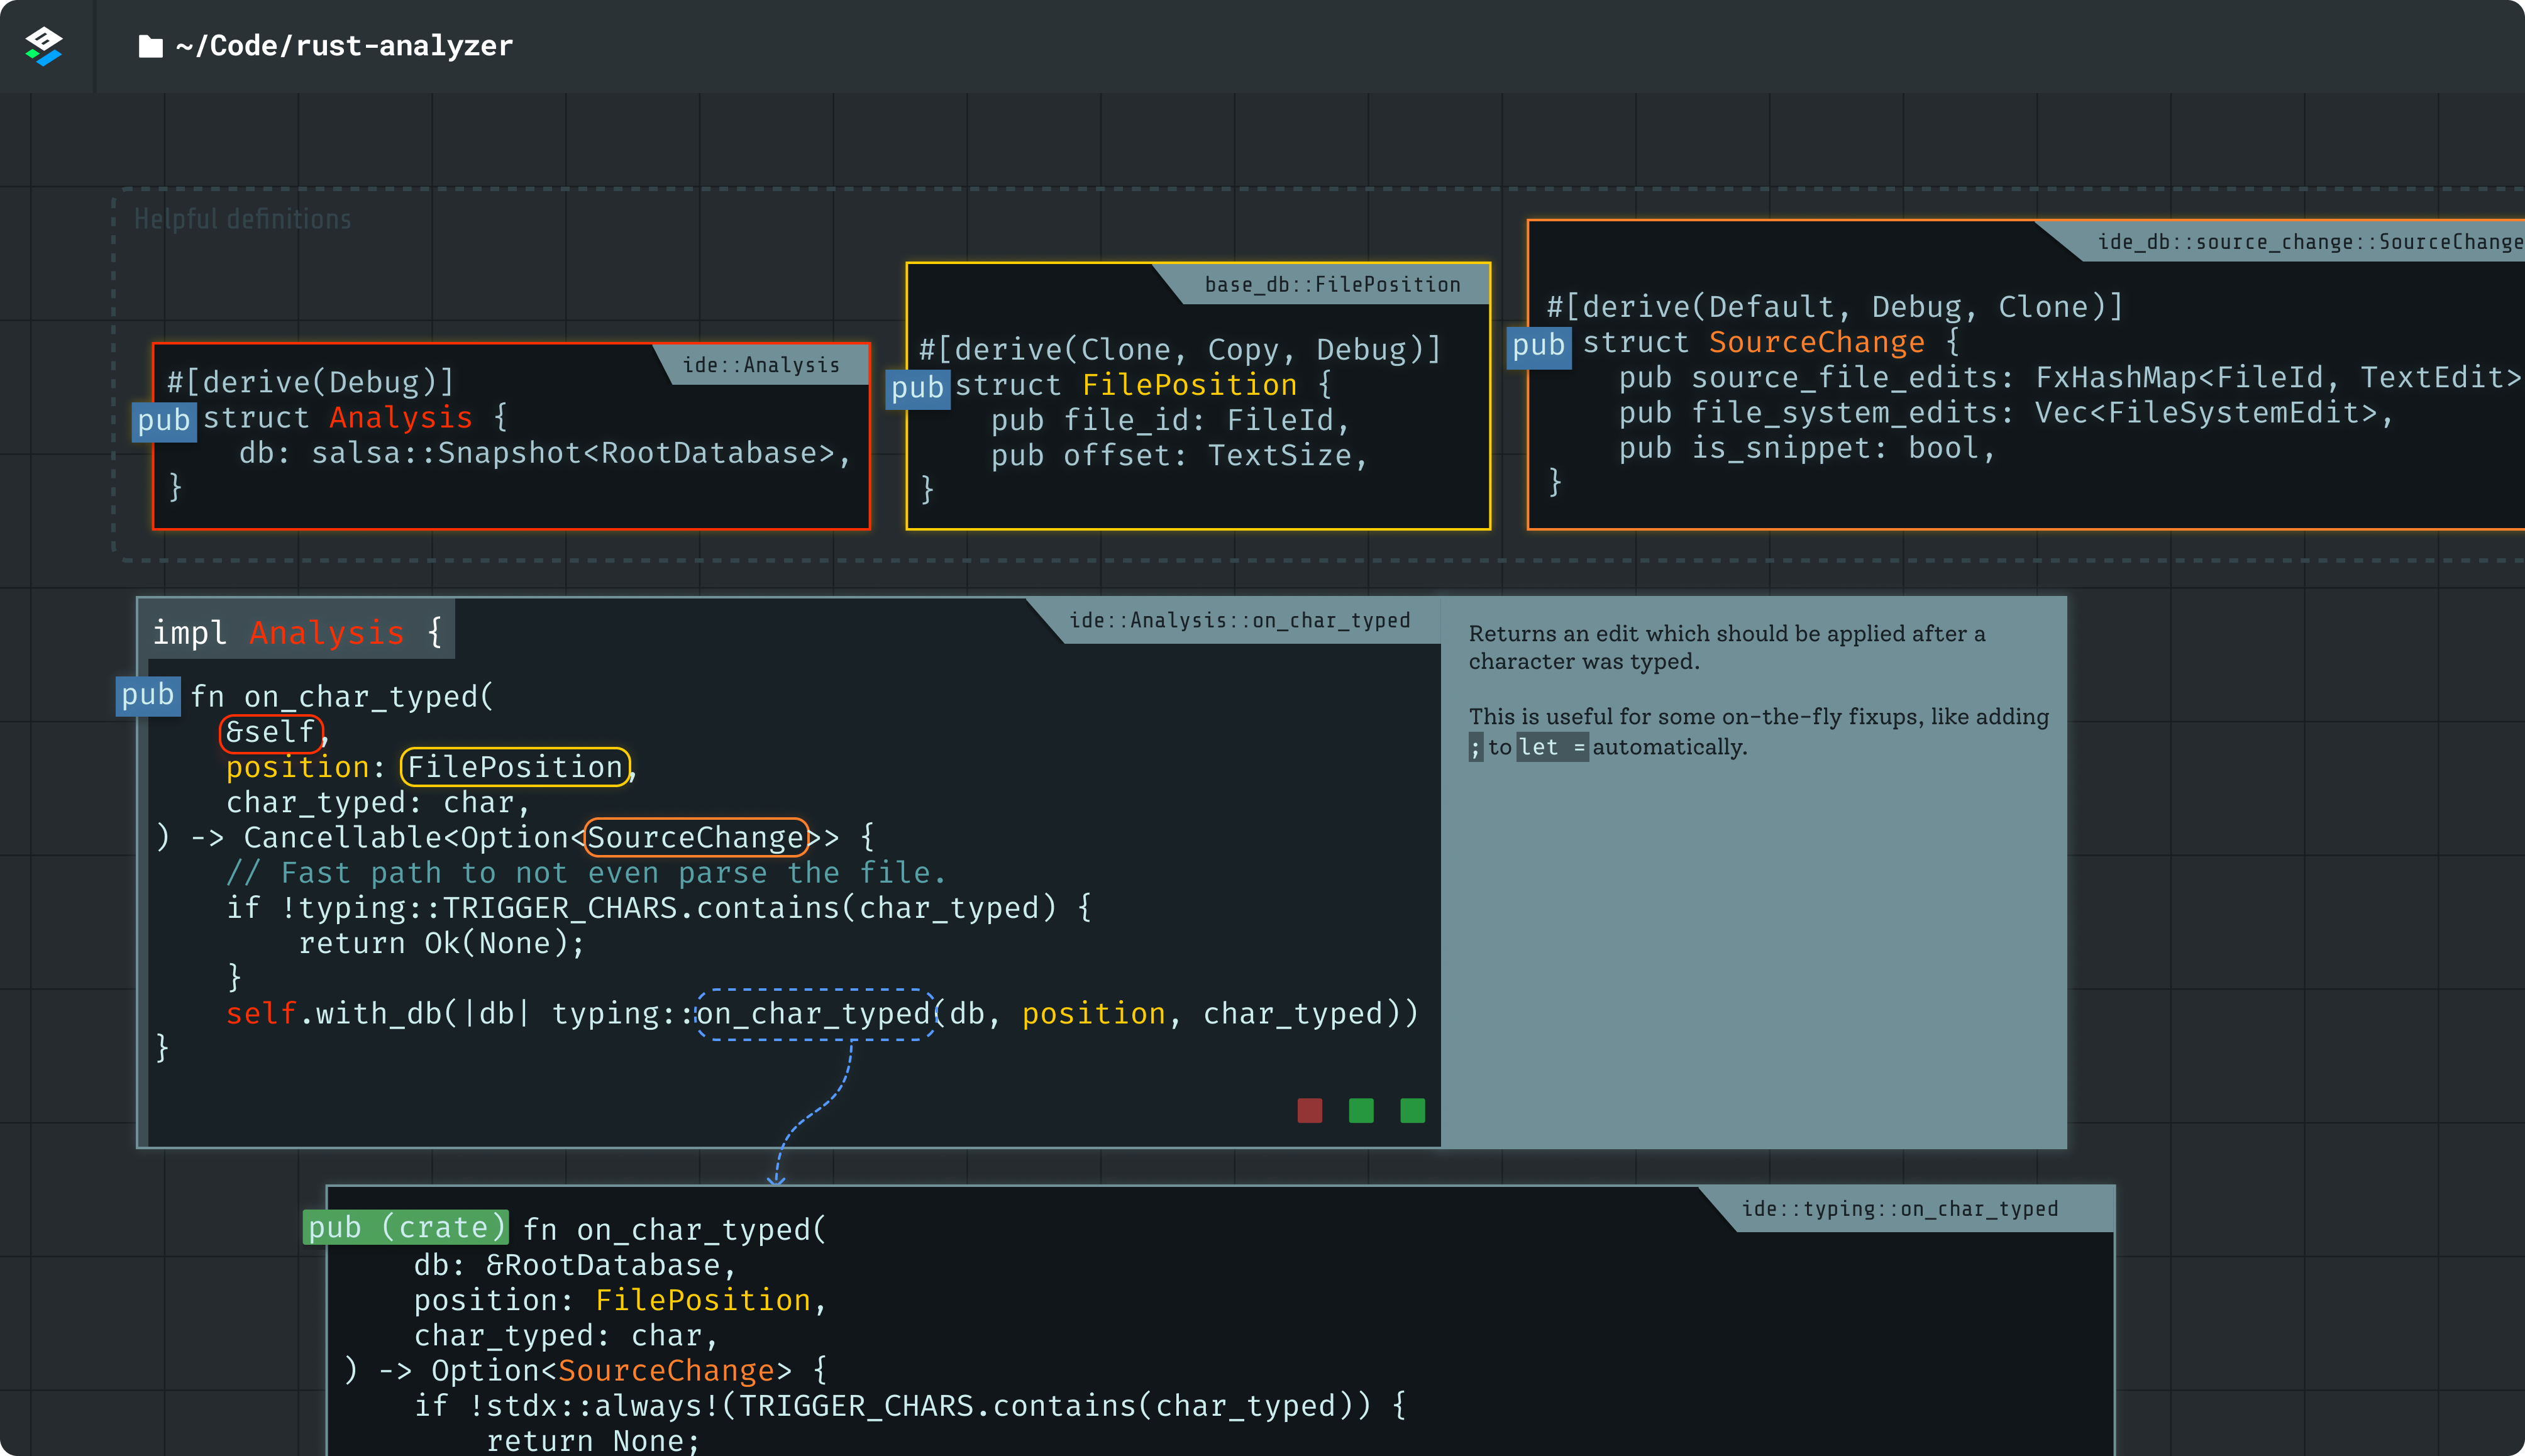 ~/Code/rust-analyzer
Helpful definitions
ide::Analysis
#[derive(Debug)]
pub struct Analysis {
db: salsa::Snapshot<RootDatabase>,
}
base_db::FilePosition
#[derive(Clone, Copy, Debug)]
pub struct FilePosition {
pub file_id: FileId,
pub offset: TextSize,
}
ide_db::source_change::SourceChange
#[derive(Default, Debug, Clone)]
pub struct SourceChange {
pub source_file_edits: FxHashMap<FileId, TextEdit>
pub file_system_edits: Vec<FileSystemEdit>,
pub is_snippet: bool,
}
impl Analysis {
ide::Analysis::on_char_typed
pub fn on_char_typed(
&self,
position: FilePosition,
char_typed: char,
) -> Cancellable<Option<SourceChange>> {
// Fast path to not even parse the file.
if !typing::TRIGGER_CHARS.contains(char_typed) {
return Ok(None);
}
self.with_db(|db| typing::on_char_typed(db, position, char_typed))
}
Returns an edit which should be applied after a
character was typed.
This is useful for some on-the-fly fixups, like adding
; to let = automatically.
ide::typing::on_char_typed
pub (crate) fn on_char_typed(
db: &RootDatabase,
position: FilePosition,
char_typed: char,
) -> Option<SourceChange> {
if !stdx::always!(TRIGGER_CHARS.contains(char_typed)) {
return None;